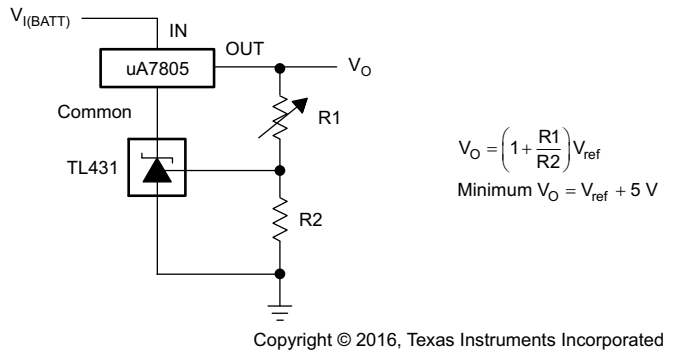 V_I(BATT)
IN
OUT
uA7805
V_O
Common
R1
TL431
R2
V_O = (1 + R1/R2) V_ref
Minimum V_O = V_ref + 5 V
Copyright © 2016, Texas Instruments Incorporated